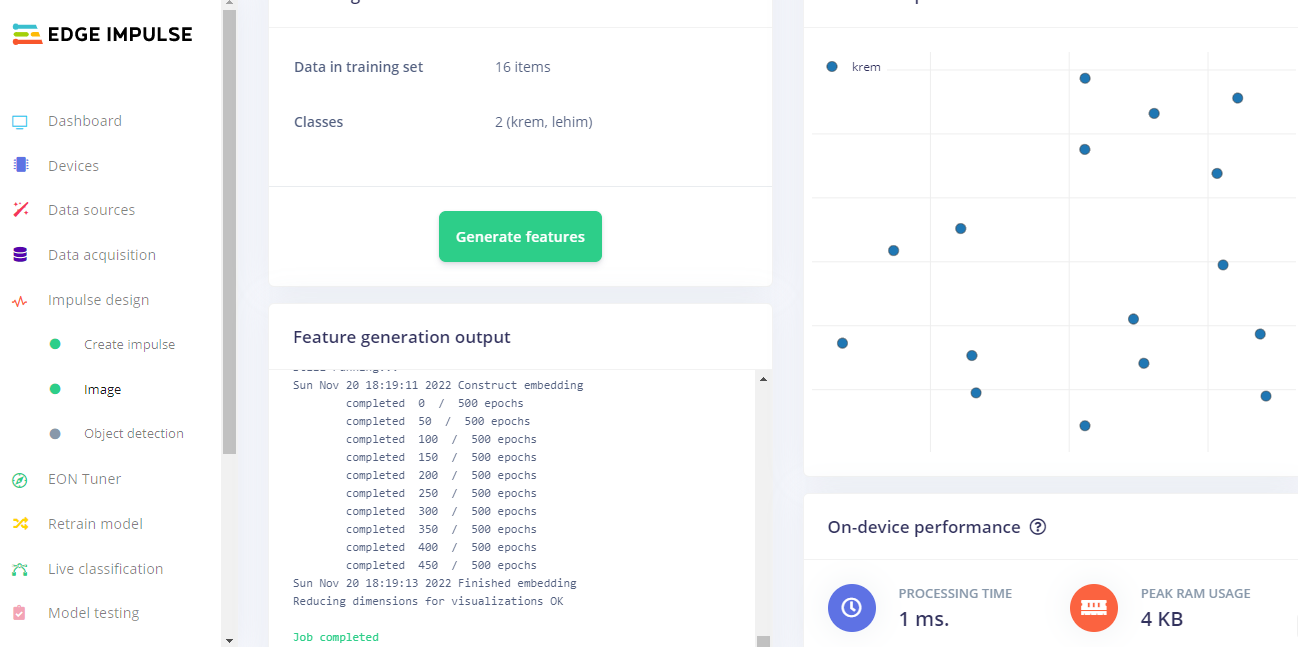 EDGE IMPULSE
Dashboard
Devices
Data sources
Data acquisition
Impulse design
Create impulse
Image
Object detection
EON Tuner
Retrain model
Live classification
Model testing
Data in training set 16 items
Classes 2 (krem, lehim)
Generate features
Feature generation output
Sun Nov 20 18:19:11 2022 Construct embedding
completed 0 / 500 epochs
completed 50 / 500 epochs
completed 100 / 500 epochs
completed 150 / 500 epochs
completed 200 / 500 epochs
completed 250 / 500 epochs
completed 300 / 500 epochs
completed 350 / 500 epochs
completed 400 / 500 epochs
completed 450 / 500 epochs
Sun Nov 20 18:19:13 2022 Finished embedding
Reducing dimensions for visualizations OK
Job completed
krem
On-device performance ?
PROCESSING TIME
1 ms.
PEAK RAM USAGE
4 KB